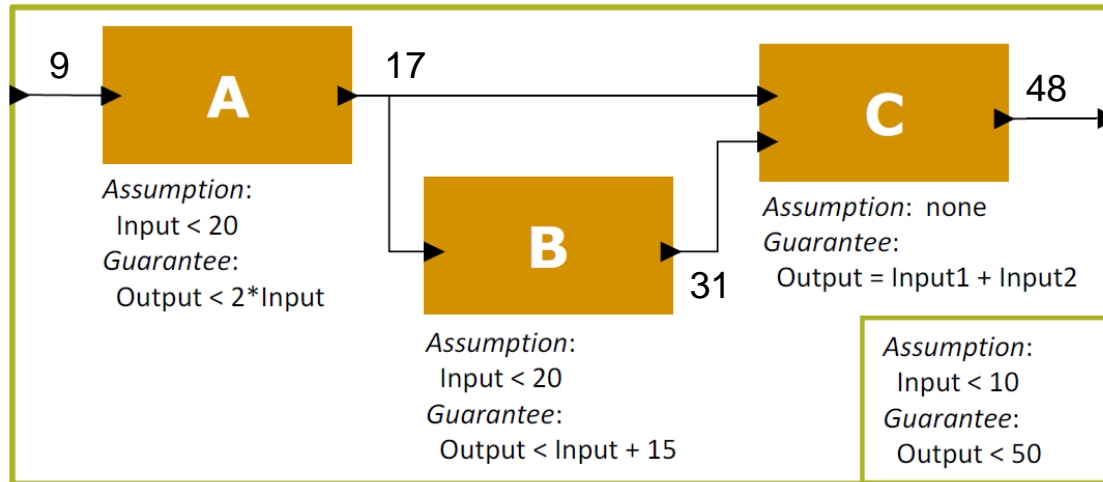 9
A
17
C
48
Assumption:
Input < 20
Guarantee:
Output < 2*Input
B
31
Assumption: none
Guarantee:
Output = Input1 + Input2
Assumption:
Input < 20
Guarantee:
Output < Input + 15
Assumption:
Input < 10
Guarantee:
Output < 50